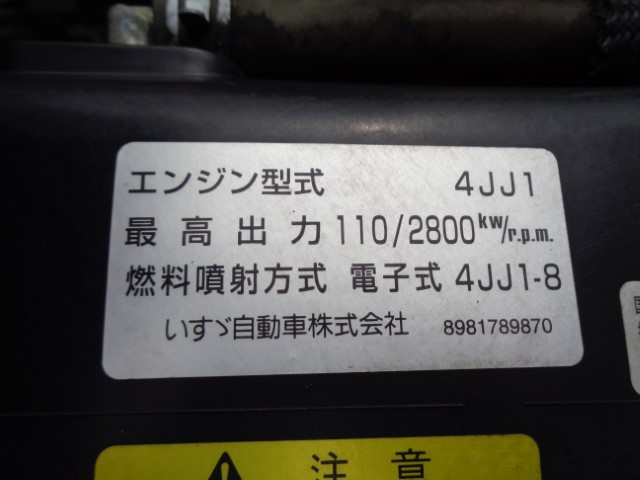 エンジン型式 4JJ1
最高出力 110/2800 kw/r.p.m.
燃料噴射方式 電子式 4JJ1-8
いすゞ自動車株式会社 8981789870
注意